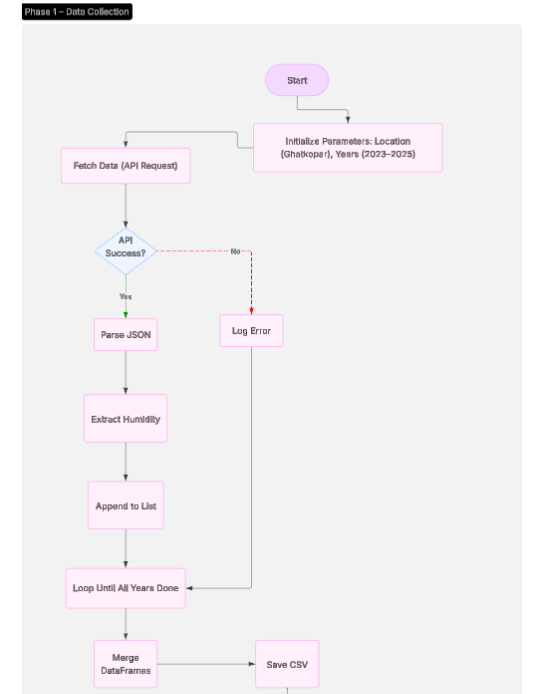 Phase 1 – Data Collection
Start
Initialize Parameters: Location
(Ghatkopar), Years (2023–2025)
Fetch Data (API Request)
API
Success?
No
Yes
Parse JSON
Log Error
Extract Humidity
Append to List
Loop Until All Years Done
Merge
DataFrames
Save CSV